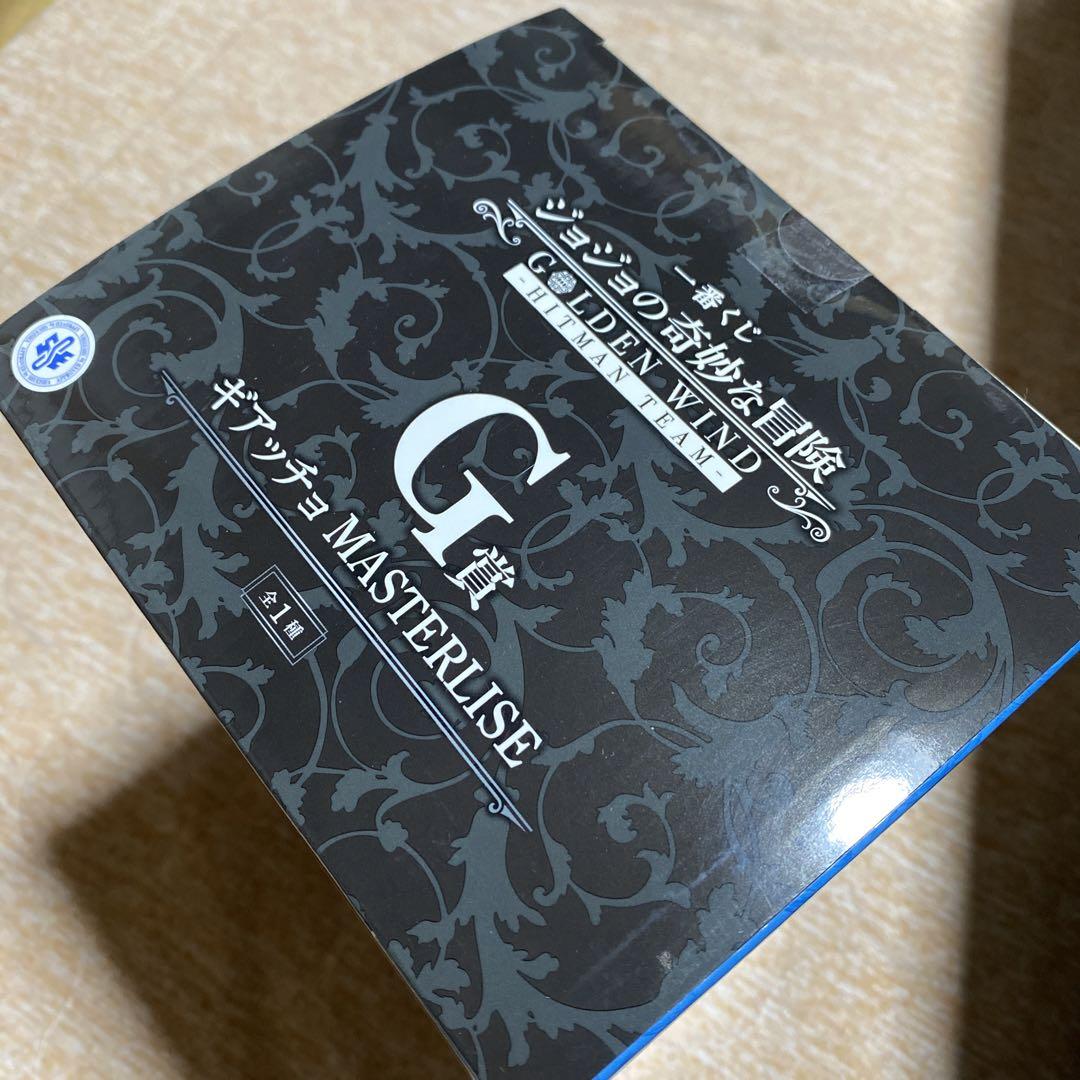 一番くじ
ジョジョの奇妙な冒険
GOLDEN WIND
-HITMAN TEAM-
G賞
ギアッチョ MASTERLISE
全1種